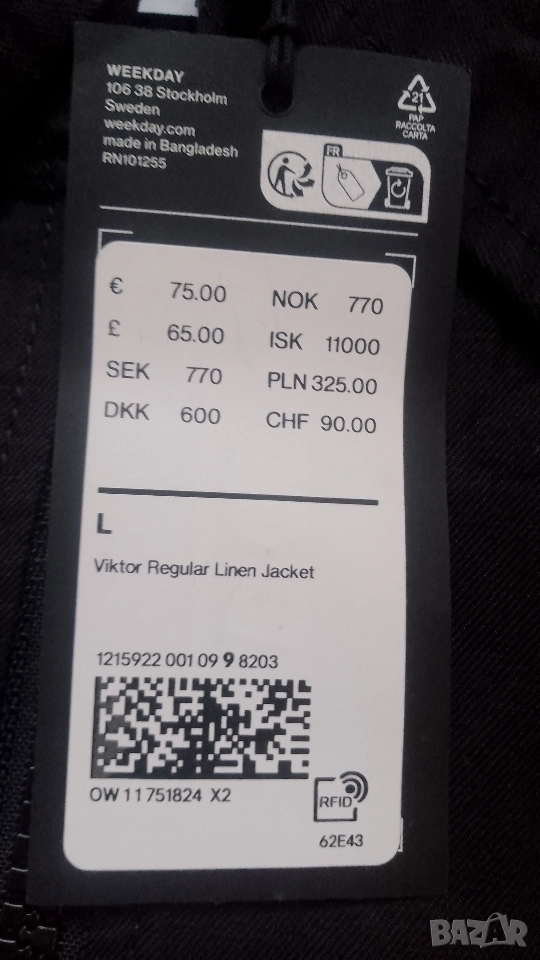 WEEKDAY
106 38 Stockholm
Sweden
weekday.com
made in Bangladesh
RN101255
21
PAP
RACCOLTA
CARTA
FR
€ 75.00 NOK 770
£ 65.00 ISK 11000
SEK 770 PLN 325.00
DKK 600 CHF 90.00
L
Viktor Regular Linen Jacket
1215922 001 09 9 8203
OW 11 751824 X2
RFID
62E43
BAZAR